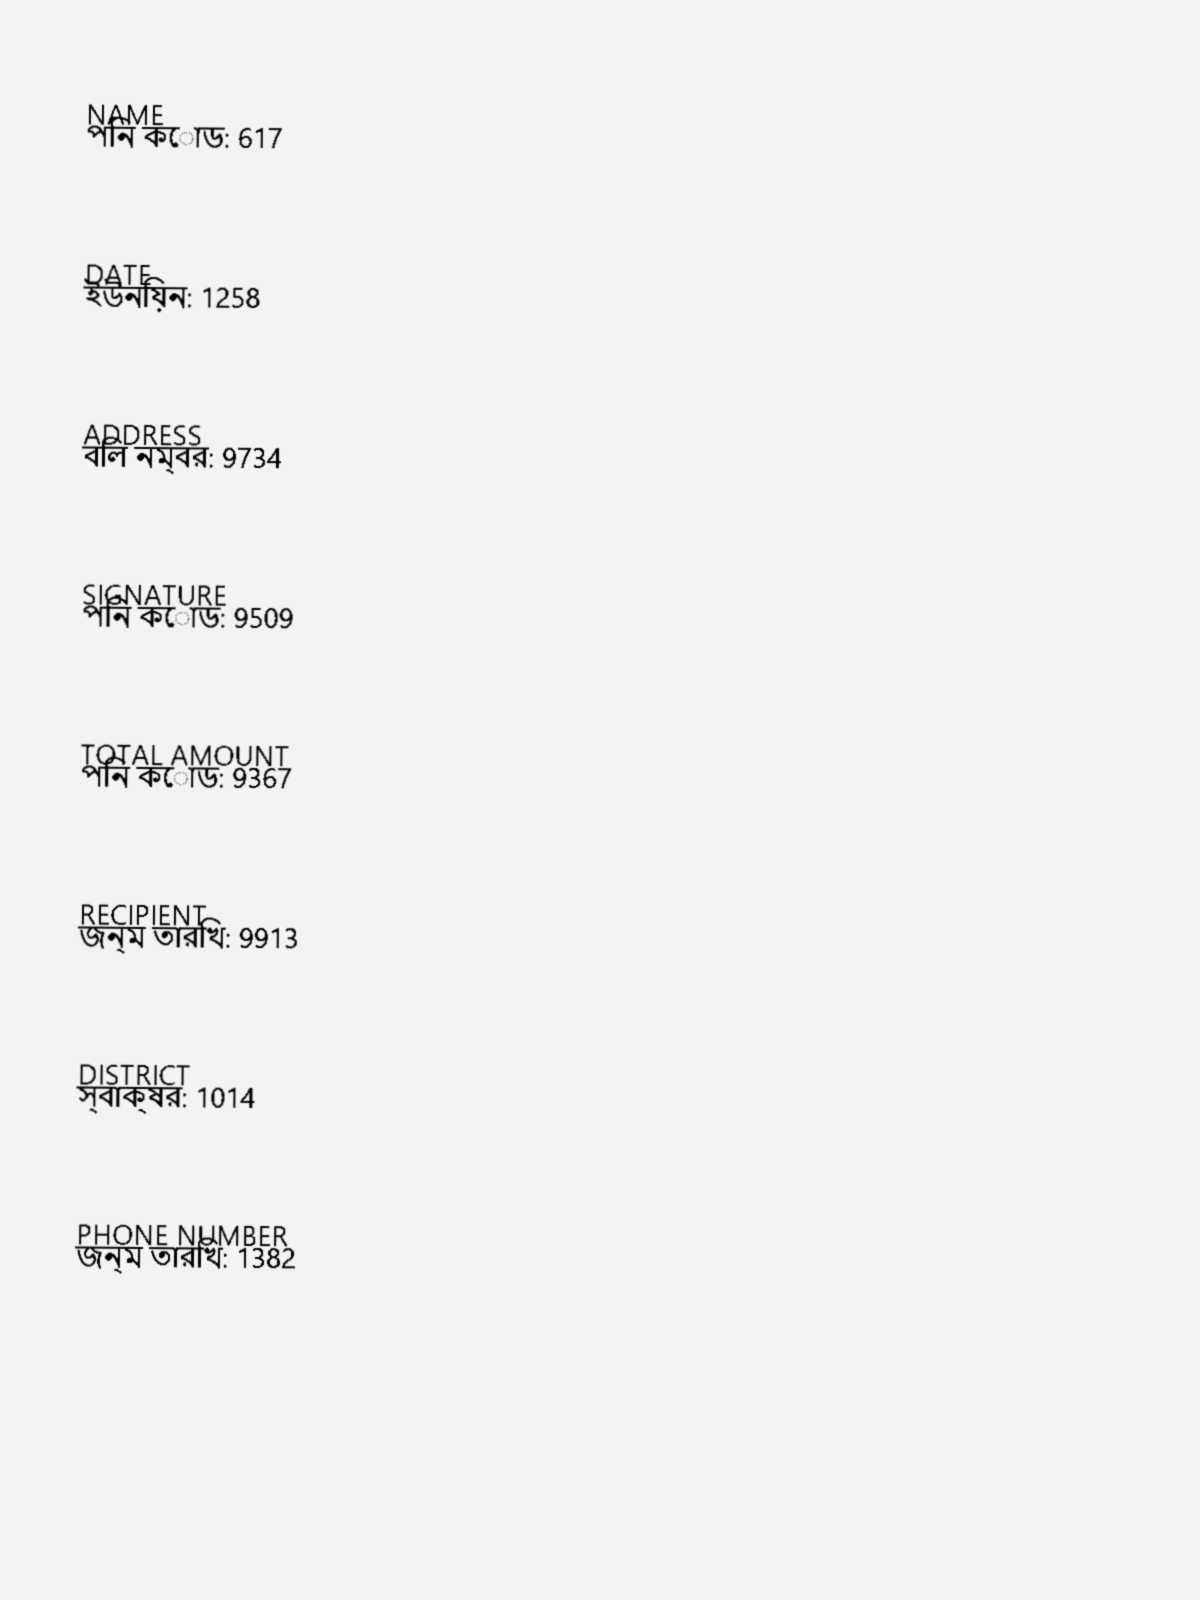 NAME
পিন কোড: 617
DATE
ইউনিয়ন: 1258
ADDRESS
বিল নম্বর: 9734
SIGNATURE
পিন কোড: 9509
TOTAL AMOUNT
পিন কোড: 9367
RECIPIENT
জন্ম তারিখ: 9913
DISTRICT
স্বাক্ষর: 1014
PHONE NUMBER
জন্ম তারিখ: 1382